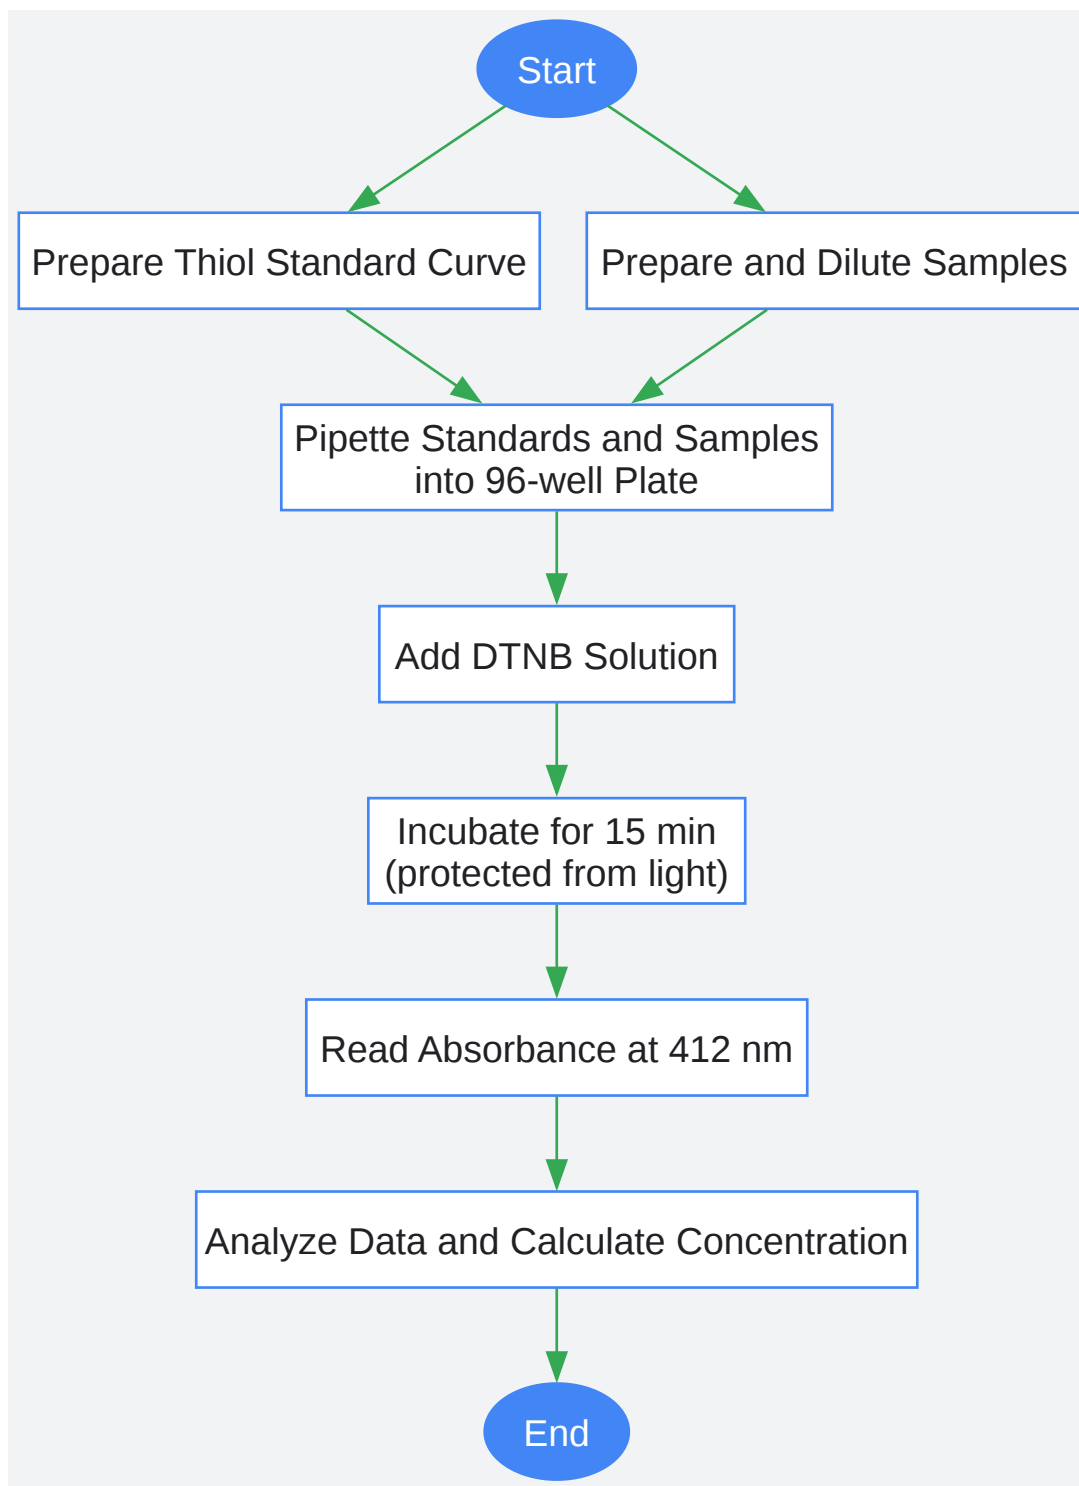 Start
Prepare Thiol Standard Curve
Prepare and Dilute Samples
Pipette Standards and Samples
into 96-well Plate
Add DTNB Solution
Incubate for 15 min
(protected from light)
Read Absorbance at 412 nm
Analyze Data and Calculate Concentration
End